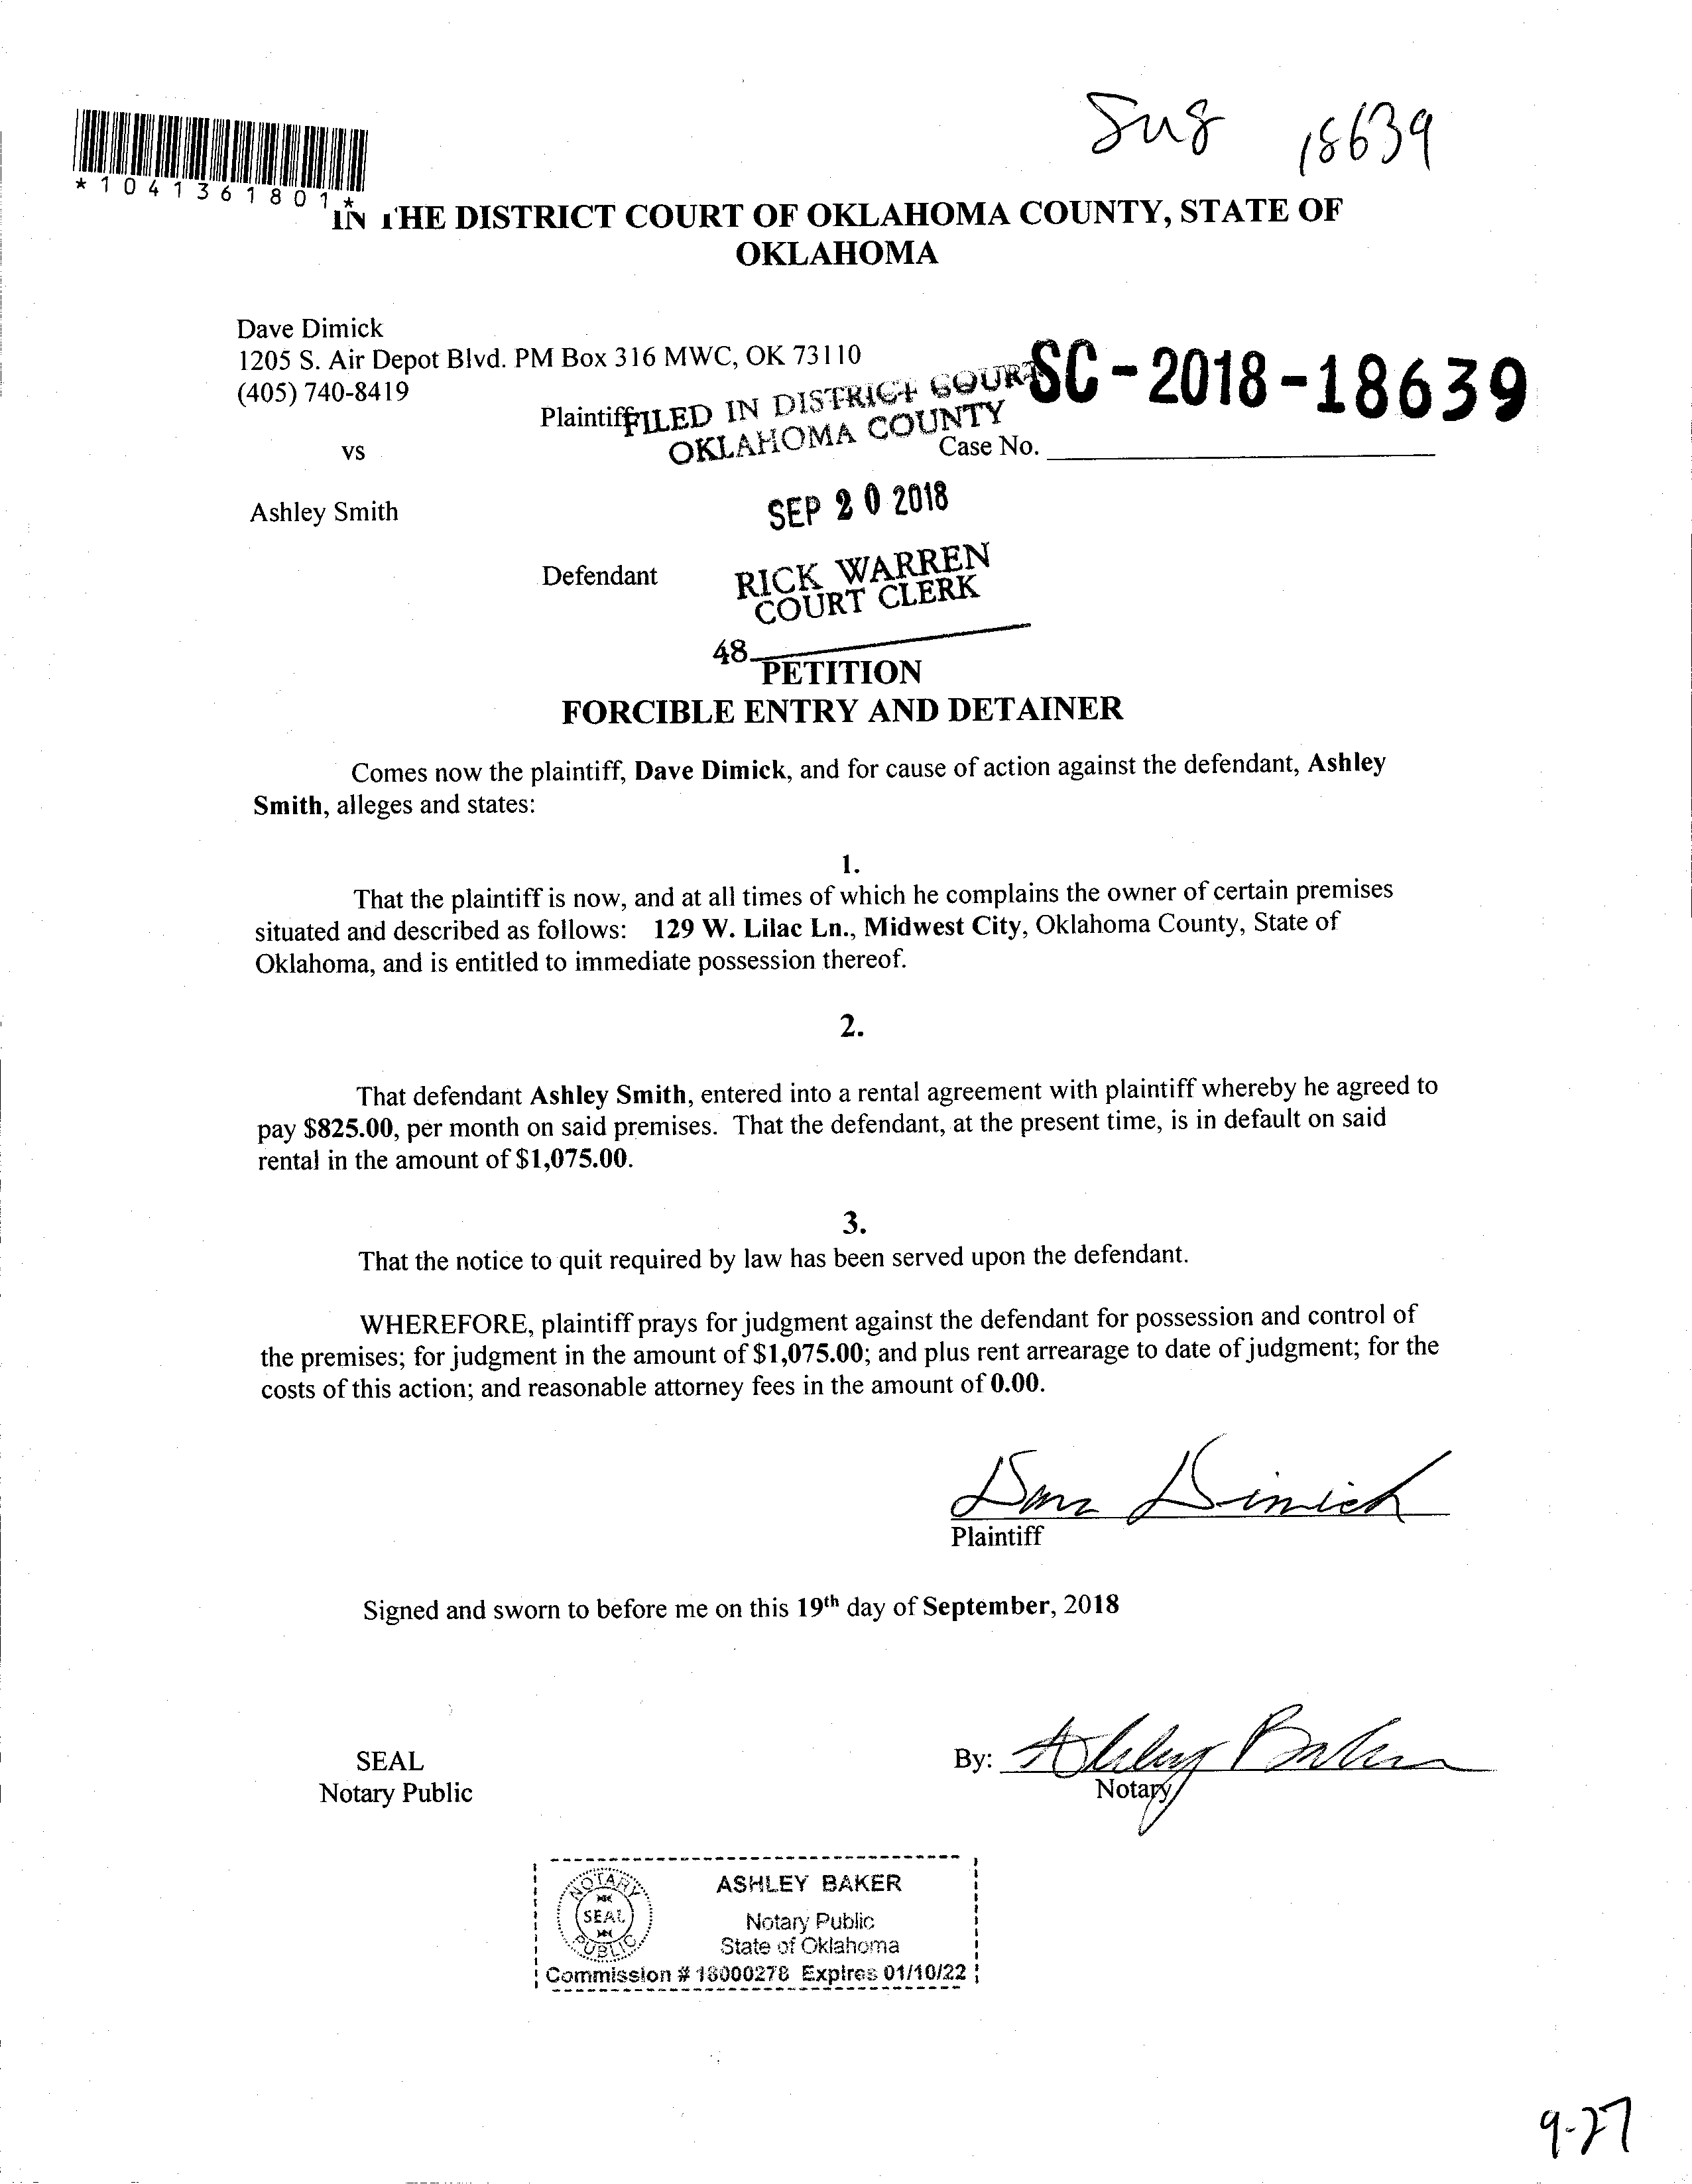 18639
*1041361801*
IN THE DISTRICT COURT OF OKLAHOMA COUNTY, STATE OF
OKLAHOMA
Dave Dimick
1205 S. Air Depot Blvd. PM Box 316 MWC, OK 73110
(405) 740-8419
Plaintiff
FILED IN DISTRICT COURT
OKLAHOMA COUNTY
SC-2018-18639
vs
Case No.
Ashley Smith
SEP 20 2018
Defendant
RICK WARREN
COURT CLERK
48
PETITION
FORCIBLE ENTRY AND DETAINER
Comes now the plaintiff, Dave Dimick, and for cause of action against the defendant, Ashley
Smith, alleges and states:
1.
That the plaintiff is now, and at all times of which he complains the owner of certain premises
situated and described as follows: 129 W. Lilac Ln., Midwest City, Oklahoma County, State of
Oklahoma, and is entitled to immediate possession thereof.
2.
That defendant Ashley Smith, entered into a rental agreement with plaintiff whereby he agreed to
pay $825.00, per month on said premises. That the defendant, at the present time, is in default on said
rental in the amount of $1,075.00.
3.
That the notice to quit required by law has been served upon the defendant.
WHEREFORE, plaintiff prays for judgment against the defendant for possession and control of
the premises; for judgment in the amount of $1,075.00; and plus rent arrearage to date of judgment; for the
costs of this action; and reasonable attorney fees in the amount of 0.00.
Dave Dimick
Plaintiff
Signed and sworn to before me on this 19th day of September, 2018
SEAL
Notary Public
By: Ashley Baker
Notary
NOTARY
SEAL
PUBLIC
ASHLEY BAKER
Notary Public
State of Oklahoma
Commission # 18000278 Expires 01/10/22
9-27